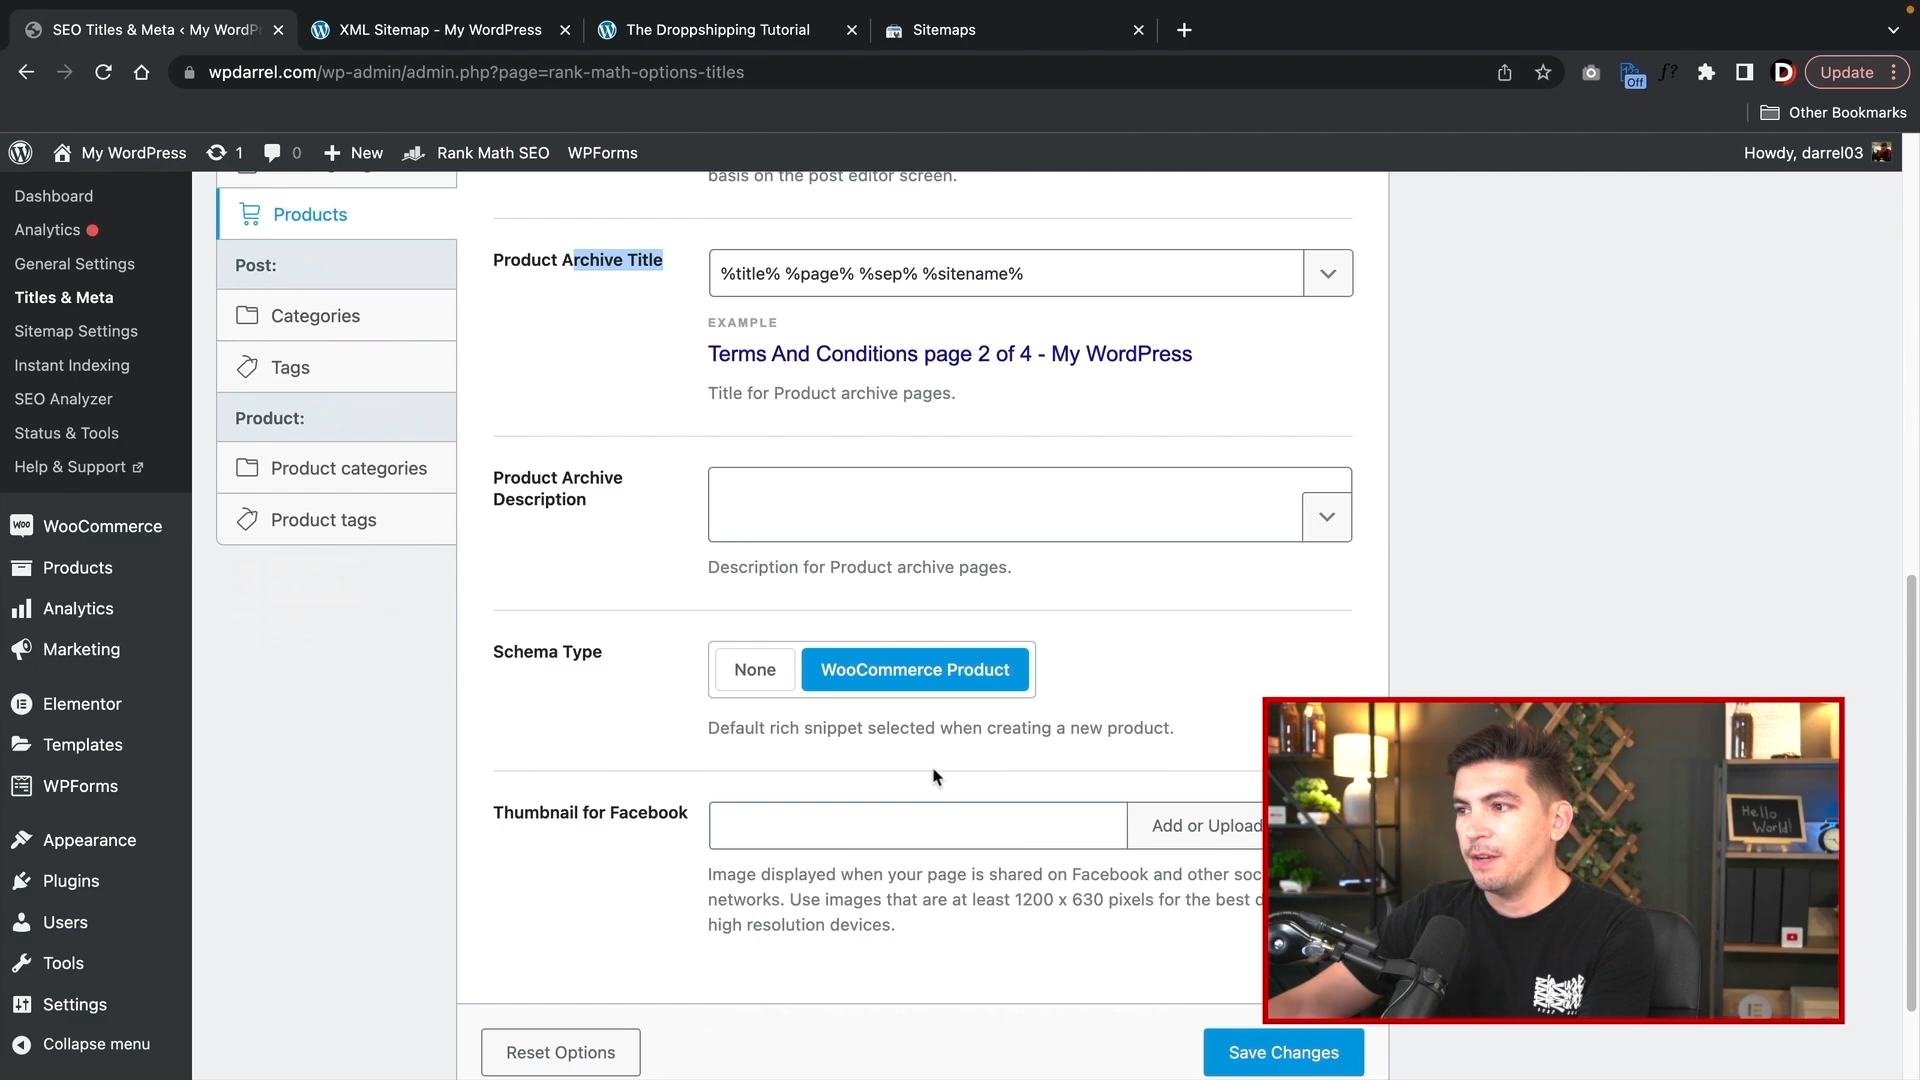 SEO Titles & Meta ‹ My WordP
XML Sitemap - My WordPress
The Droppshipping Tutorial
Sitemaps
wpdarrel.com/wp-admin/admin.php?page=rank-math-options-titles
Off
f?
D
Update
Other Bookmarks
My WordPress
1
0
New
Rank Math SEO
WPForms
Howdy, darrel03
Dashboard
Analytics
General Settings
Titles & Meta
Sitemap Settings
Instant Indexing
SEO Analyzer
Status & Tools
Help & Support
WOO
WooCommerce
Products
Analytics
Marketing
Elementor
Templates
WPForms
Appearance
Plugins
Users
Tools
Settings
Collapse menu
Products
Post:
Categories
Tags
Product:
Product categories
Product tags
basis on the post editor screen.
Product Archive Title
%title% %page% %sep% %sitename%
EXAMPLE
Terms And Conditions page 2 of 4 - My WordPress
Title for Product archive pages.
Product Archive
Description
Description for Product archive pages.
Schema Type
None
WooCommerce Product
Default rich snippet selected when creating a new product.
Thumbnail for Facebook
Add or Upload
Image displayed when your page is shared on Facebook and other soc
networks. Use images that are at least 1200 x 630 pixels for the best d
high resolution devices.
Reset Options
Save Changes
Hello
World!